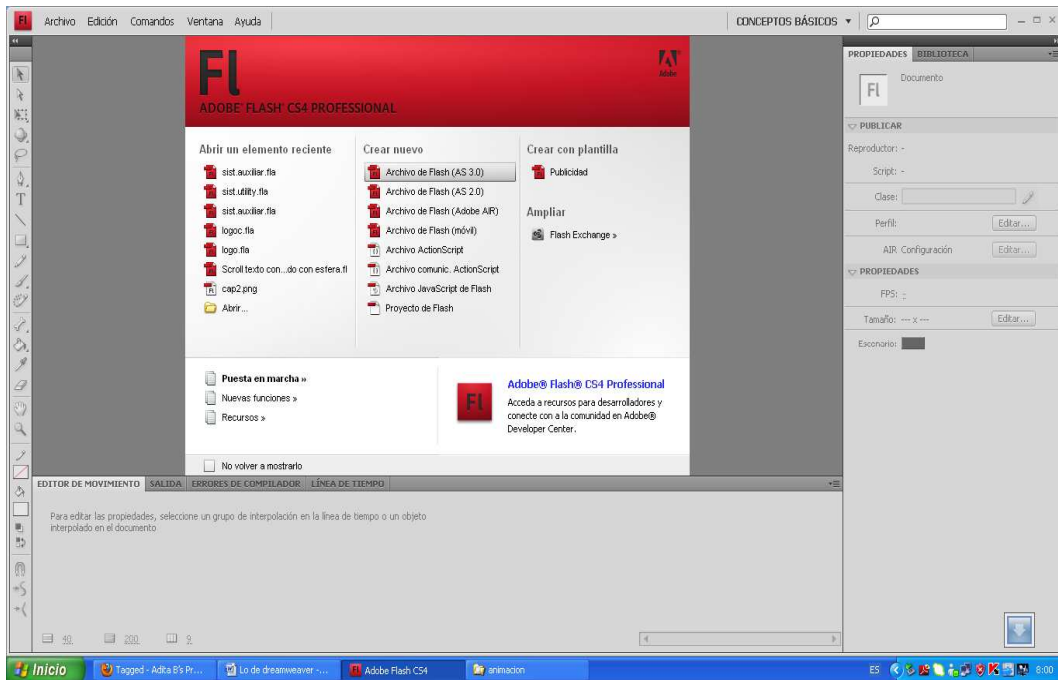 Fl Archivo Edición Comandos Ventana Ayuda CONCEPTOS BÁSICOS
Fl
Adobe
ADOBE® FLASH® CS4 PROFESSIONAL
Abrir un elemento reciente
sist.auxiliar.fla
sist.utility.fla
sist.auxiliar.fla
logoc.fla
logo.fla
Scroll texto con...do con esfera.fl
cap2.png
Abrir...
Crear nuevo
Archivo de Flash (AS 3.0)
Archivo de Flash (AS 2.0)
Archivo de Flash (Adobe AIR)
Archivo de Flash (móvil)
Archivo ActionScript
Archivo comunic. ActionScript
Archivo JavaScript de Flash
Proyecto de Flash
Crear con plantilla
Publicidad
Ampliar
Flash Exchange »
Puesta en marcha »
Nuevas funciones »
Recursos »
Fl
Adobe® Flash® CS4 Professional
Acceda a recursos para desarrolladores y
conecte con a la comunidad en Adobe®
Developer Center.
No volver a mostrarlo
PROPIEDADES BIBLIOTECA
Fl Documento
PUBLICAR
Reproductor: -
Script: -
Clase:
Perfil: Editar...
AIR Configuración Editar...
PROPIEDADES
FPS: -
Tamaño: --- x --- Editar...
Escenario:
EDITOR DE MOVIMIENTO SALIDA ERRORES DE COMPILADOR LÍNEA DE TIEMPO
Para editar las propiedades, seleccione un grupo de interpolación en la línea de tiempo o un objeto
interpolado en el documento
40 200 9
Inicio Tagged - Adita B's Pr... Lo de dreamweaver -... Adobe Flash CS4 animacion ES 8:00